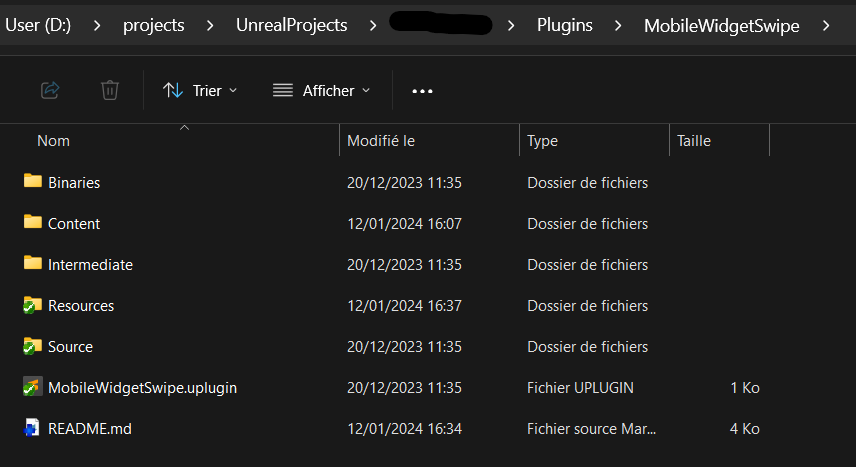 User (D:) > projects > UnrealProjects > > Plugins > MobileWidgetSwipe >
Trier Afficher ...
Nom Modifié le Type Taille
Binaries 20/12/2023 11:35 Dossier de fichiers
Content 12/01/2024 16:07 Dossier de fichiers
Intermediate 20/12/2023 11:35 Dossier de fichiers
Resources 12/01/2024 16:37 Dossier de fichiers
Source 20/12/2023 11:35 Dossier de fichiers
MobileWidgetSwipe.uplugin 20/12/2023 11:35 Fichier UPLUGIN 1 Ko
README.md 12/01/2024 16:34 Fichier source Mar... 4 Ko